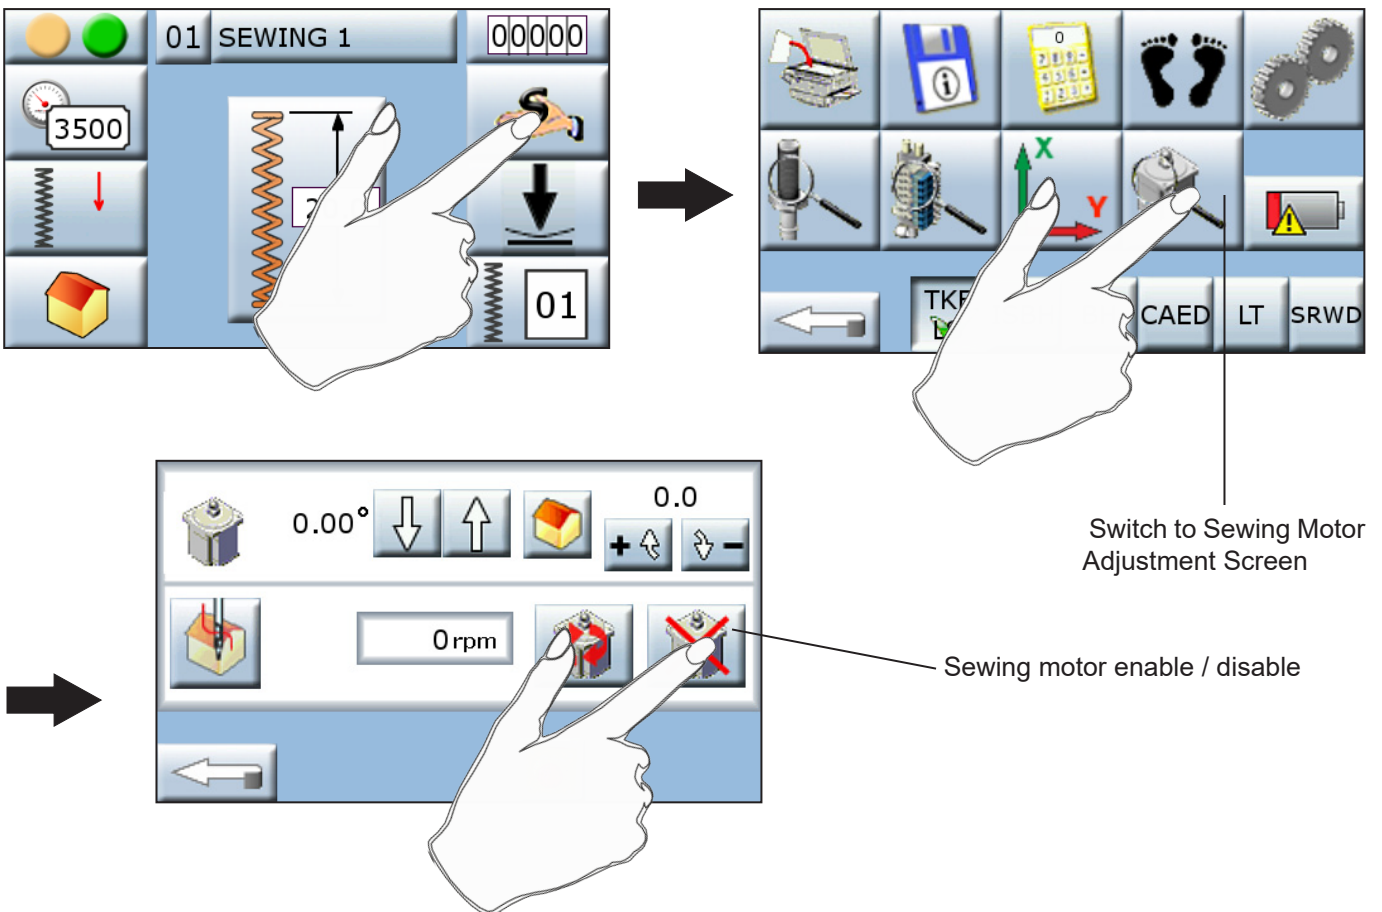 01 SEWING 1 00000
3500
01
0
X
Y
CAED LT SRWD
Switch to Sewing Motor
Adjustment Screen
0.00° 0.0
+ -
0 rpm
Sewing motor enable / disable